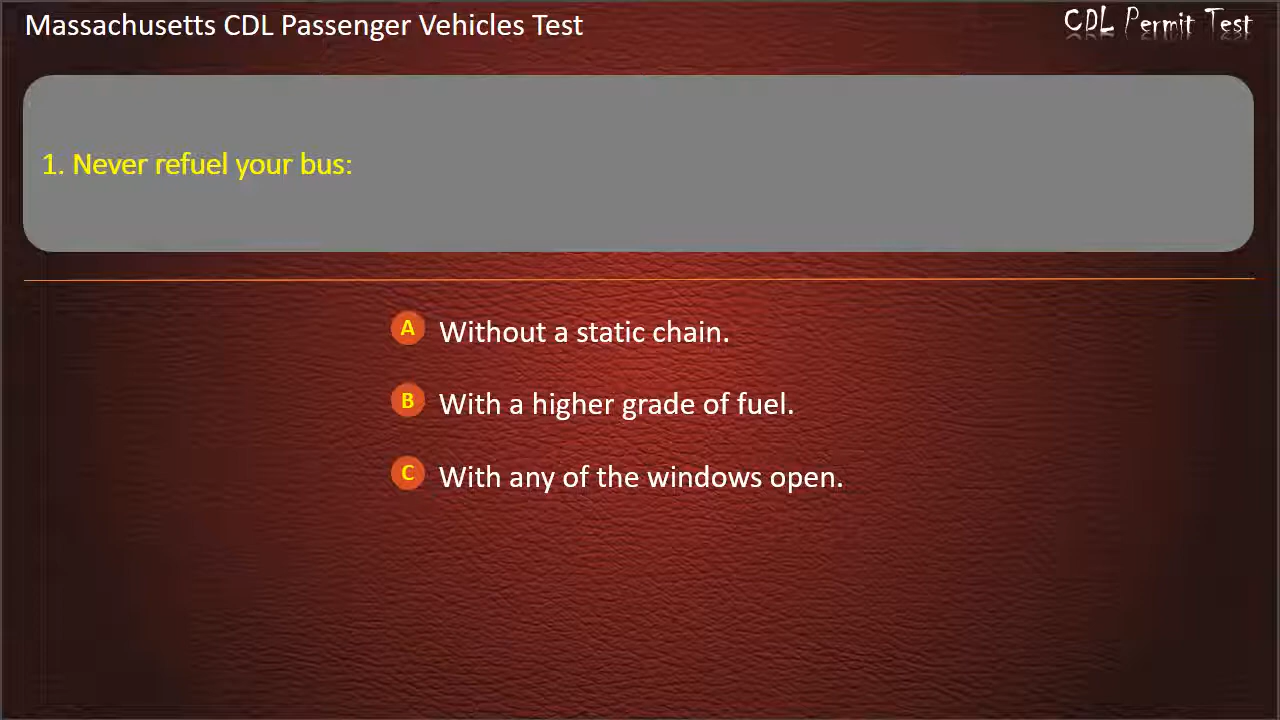 Massachusetts CDL Passenger Vehicles Test
CDL Permit Test
1. Never refuel your bus:
A Without a static chain.
B With a higher grade of fuel.
C With any of the windows open.